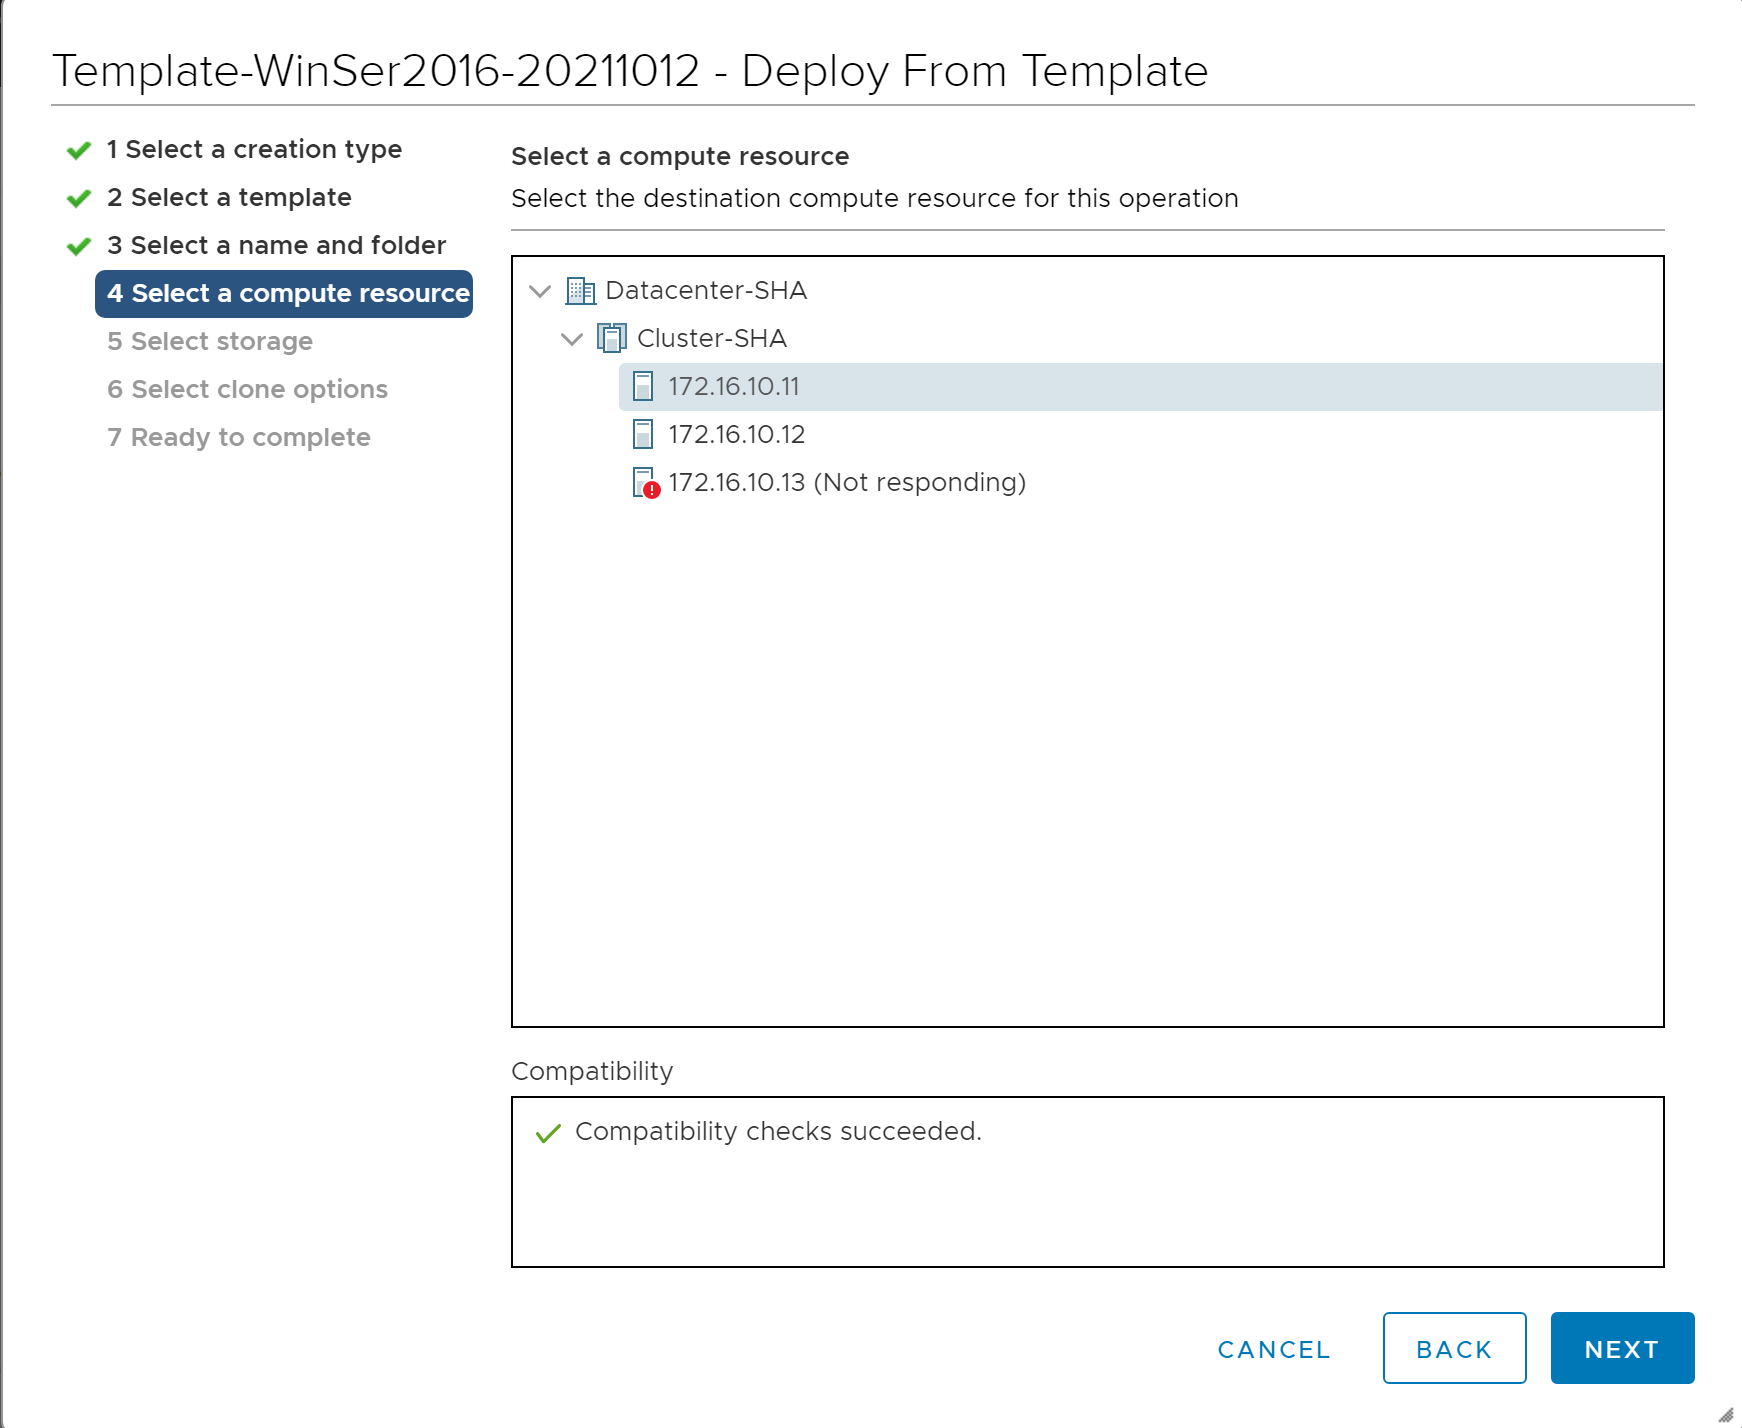 Template-WinSer2016-20211012 - Deploy From Template
1 Select a creation type
2 Select a template
3 Select a name and folder
4 Select a compute resource
5 Select storage
6 Select clone options
7 Ready to complete
Select a compute resource
Select the destination compute resource for this operation
Datacenter-SHA
Cluster-SHA
172.16.10.11
172.16.10.12
172.16.10.13 (Not responding)
Compatibility
Compatibility checks succeeded.
CANCEL
BACK
NEXT